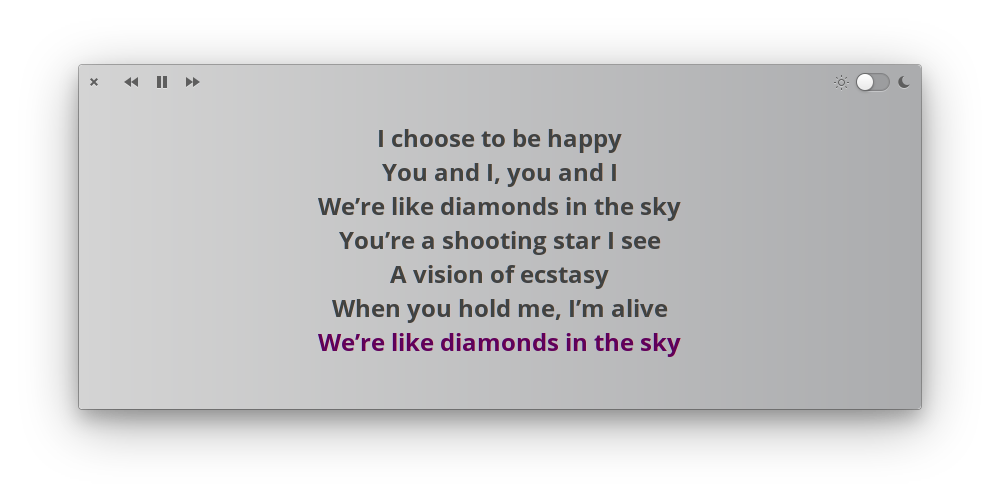 I choose to be happy
You and I, you and I
We’re like diamonds in the sky
You’re a shooting star I see
A vision of ecstasy
When you hold me, I’m alive
We’re like diamonds in the sky